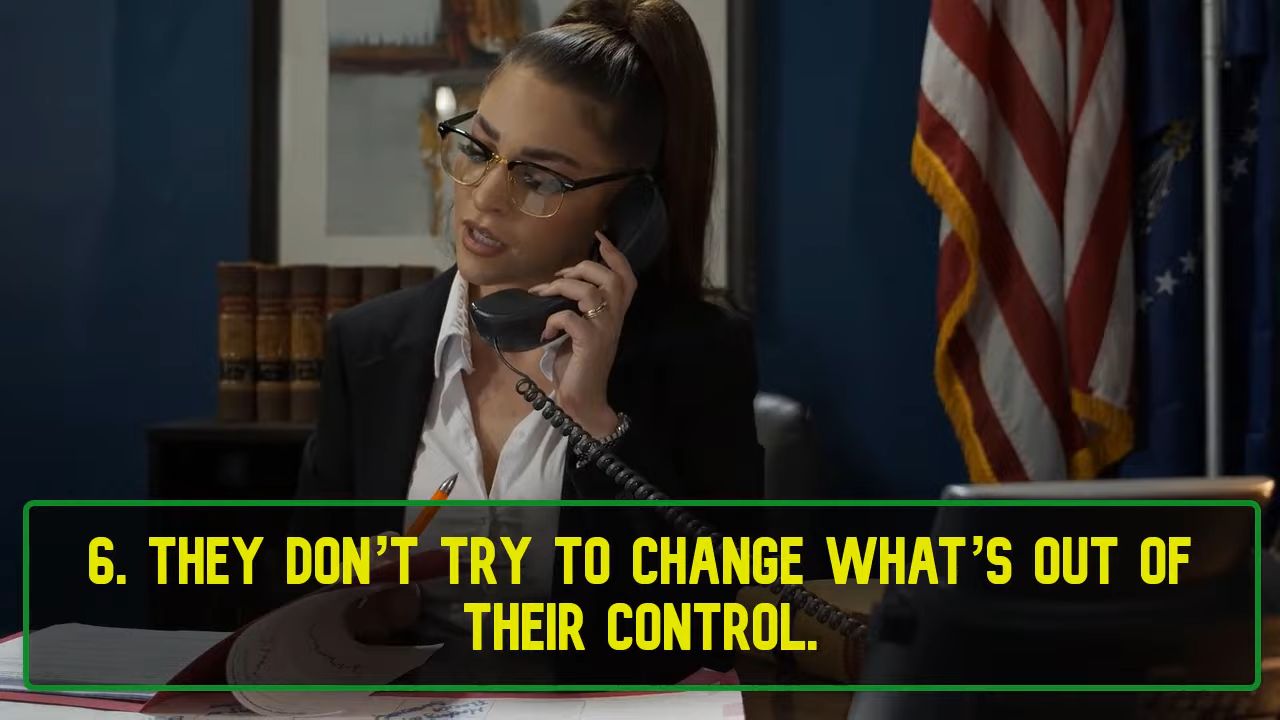 6. THEY DON'T TRY TO CHANGE WHAT'S OUT OF
THEIR CONTROL.